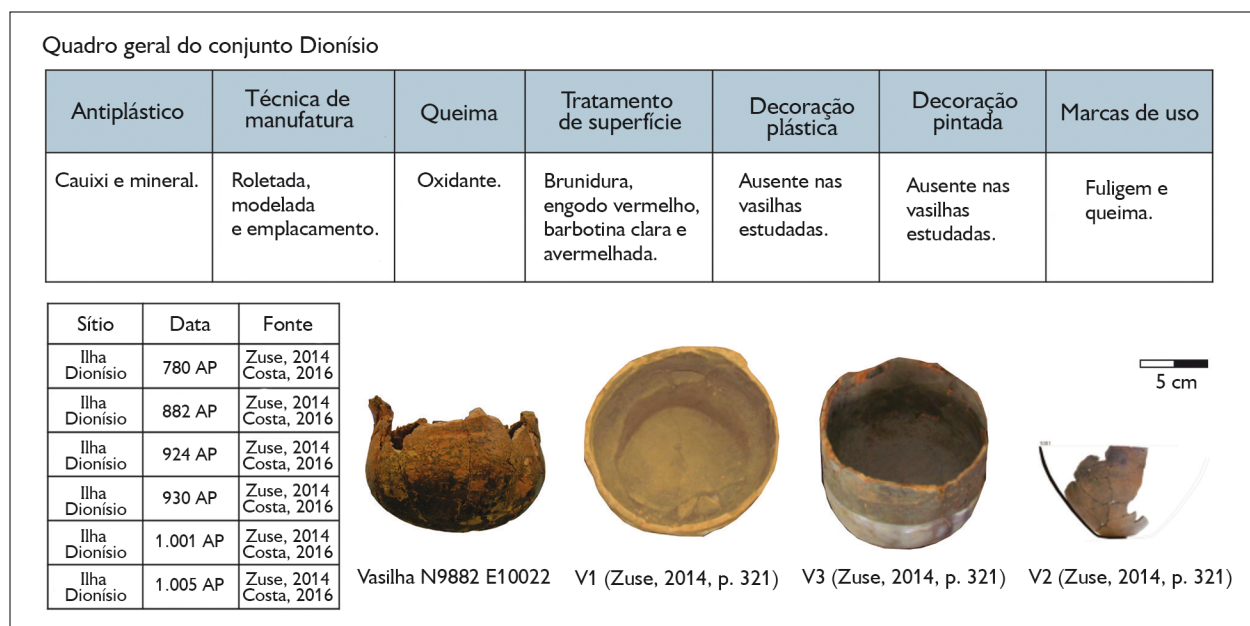 Quadro geral do conjunto Dionísio
Antiplástico
Técnica de
manufatura
Queima
Tratamento
de superfície
Decoração
plástica
Decoração
pintada
Marcas de uso
Cauixi e mineral.
Roletada,
modelada
e emplacamento.
Oxidante.
Brunidura,
engodo vermelho,
barbotina clara e
avermelhada.
Ausente nas
vasilhas
estudadas.
Ausente nas
vasilhas
estudadas.
Fuligem e
queima.
Sítio
Data
Fonte
Ilha
Dionísio
780 AP
Zuse, 2014
Costa, 2016
Ilha
Dionísio
882 AP
Zuse, 2014
Costa, 2016
Ilha
Dionísio
924 AP
Zuse, 2014
Costa, 2016
Ilha
Dionísio
930 AP
Zuse, 2014
Costa, 2016
Ilha
Dionísio
1.001 AP
Zuse, 2014
Costa, 2016
Ilha
Dionísio
1.005 AP
Zuse, 2014
Costa, 2016
5 cm
Vasilha N9882 E10022
V1 (Zuse, 2014, p. 321)
V3 (Zuse, 2014, p. 321)
V2 (Zuse, 2014, p. 321)